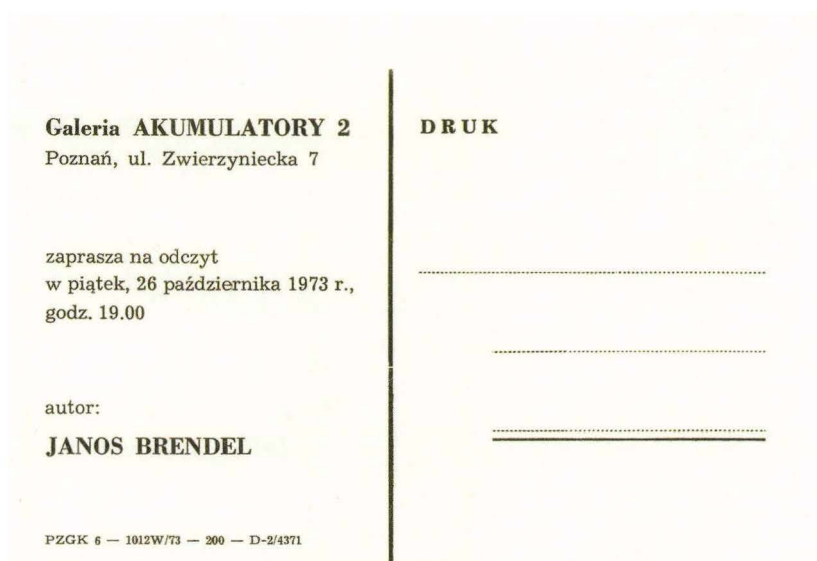 Galeria AKUMULATORY 2
Poznań, ul. Zwierzyniecka 7
zaprasza na odczyt
w piątek, 26 października 1973 r.,
godz. 19.00
autor:
JANOS BRENDEL
PZGK 6 — 1012W/73 — 200 — D-2/4371
DRUK